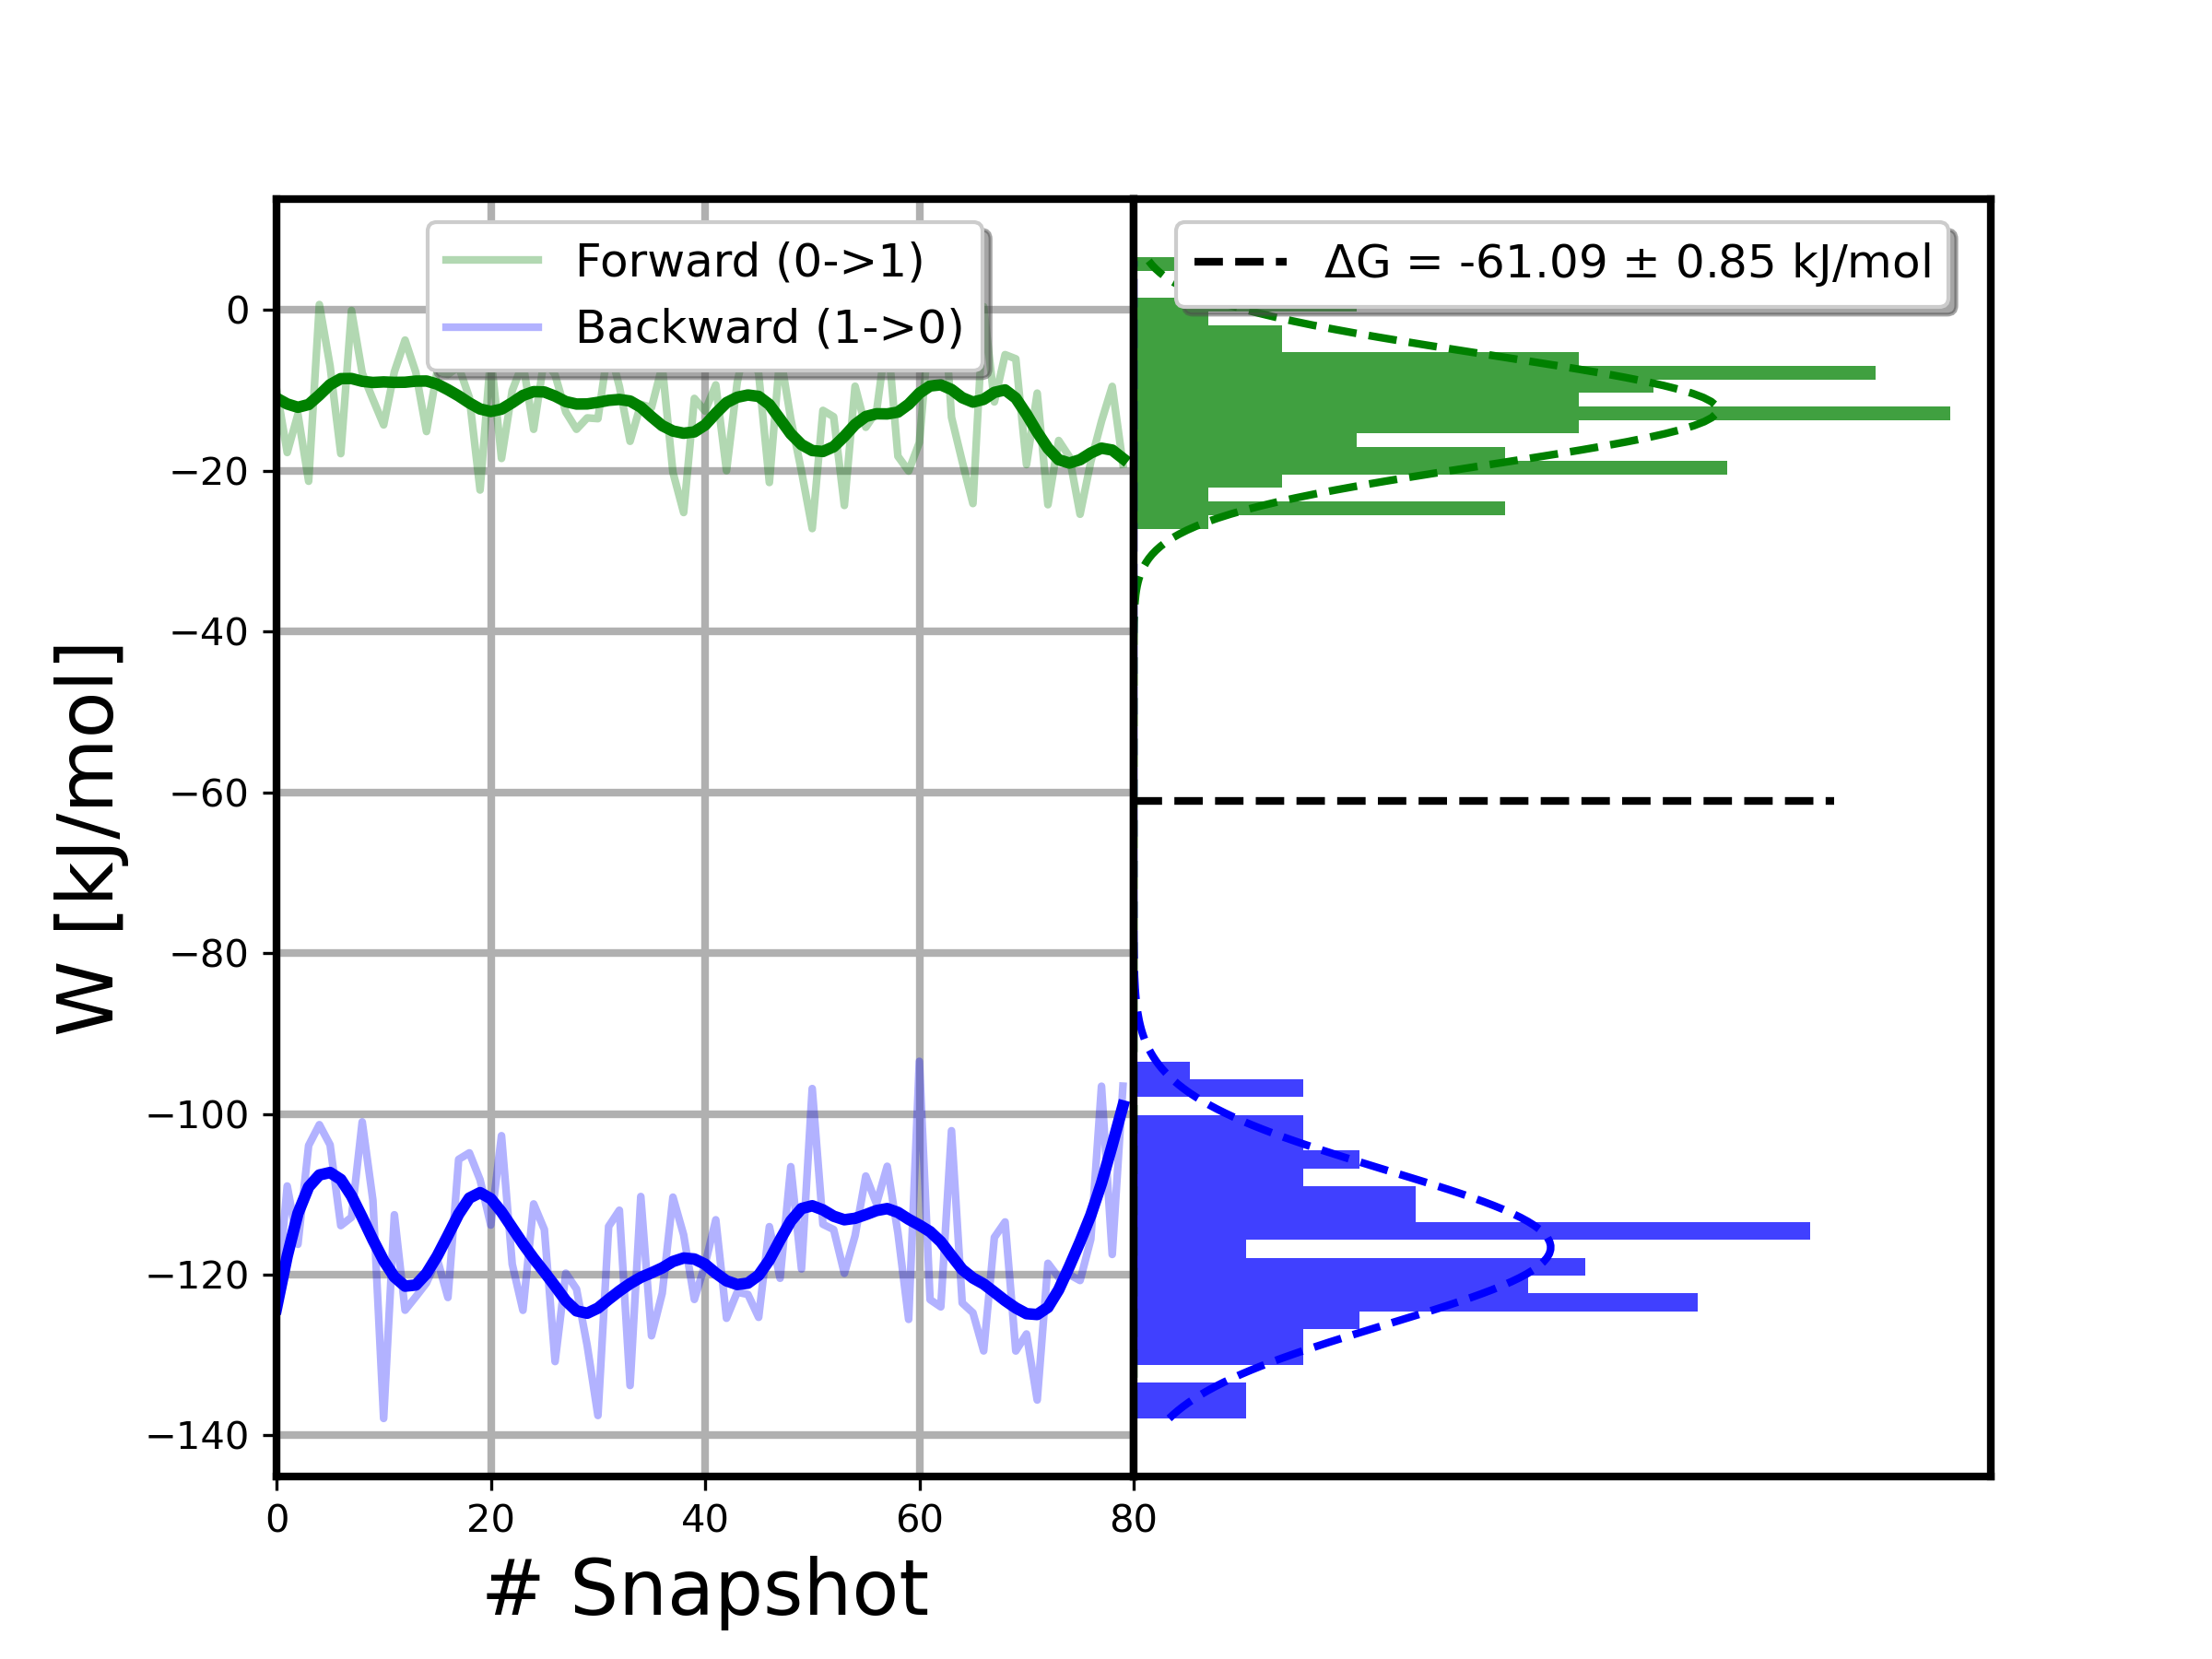 Forward (0->1)
Backward (1->0)
ΔG = -61.09 ± 0.85 kJ/mol
W [kJ/mol]
0
−20
−40
−60
−80
−100
−120
−140
0 20 40 60 80
# Snapshot